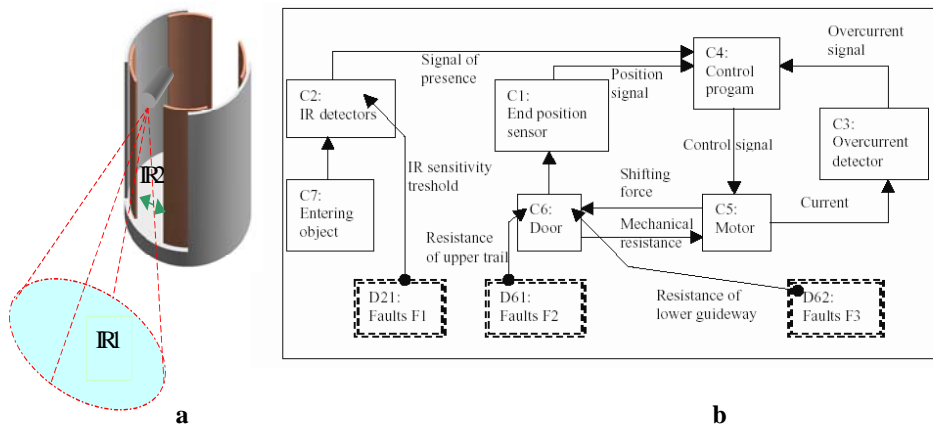 IR2
IR1
a
Signal of
presence
Position
signal
Overcurrent
signal
C4:
Control
progam
C2:
IR detectors
C1:
End position
sensor
C3:
Overcurrent
detector
Control signal
IR sensitivity
treshold
C7:
Entering
object
Shifting
force
C6:
Door
C5:
Motor
Current
Mechanical
resistance
Resistance
of upper trail
D21:
Faults F1
D61:
Faults F2
Resistance of
lower guideway
D62:
Faults F3
b